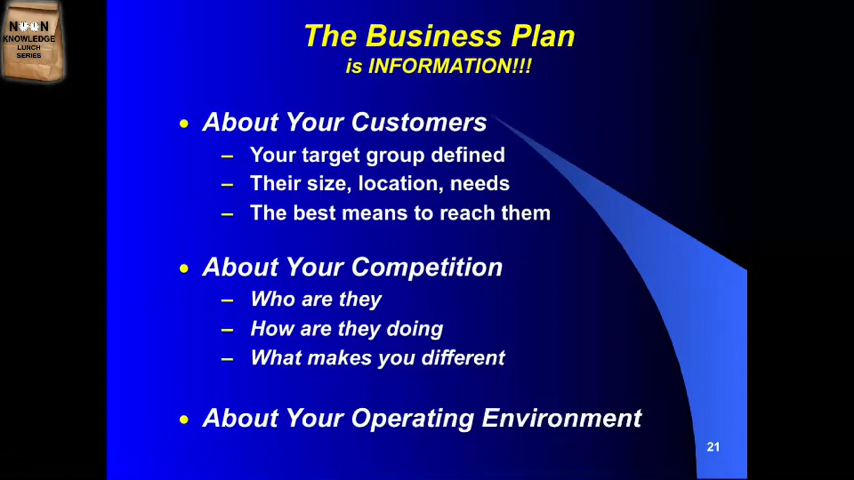 NOON
KNOWLEDGE
LUNCH
SERIES
The Business Plan
is INFORMATION!!!
• About Your Customers
– Your target group defined
– Their size, location, needs
– The best means to reach them
• About Your Competition
– Who are they
– How are they doing
– What makes you different
• About Your Operating Environment
21